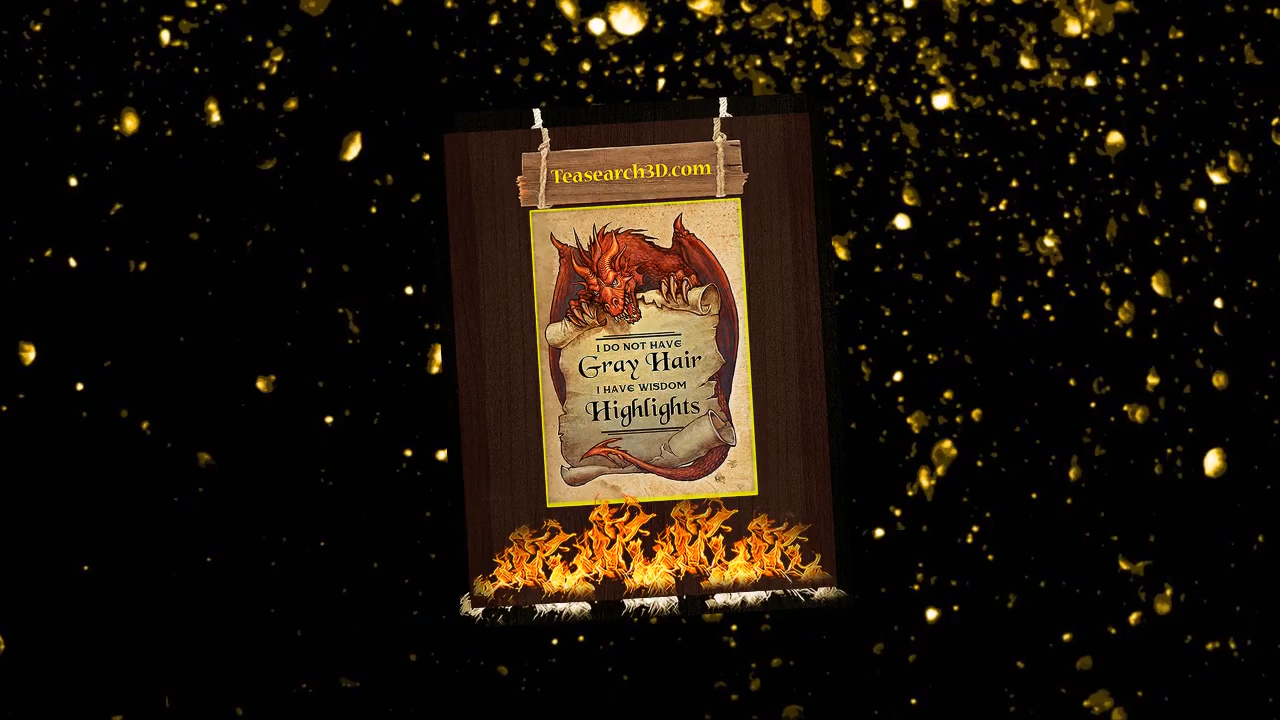 Teasearch3D.com
I DO NOT HAVE
Gray Hair
I HAVE WISDOM
Highlights